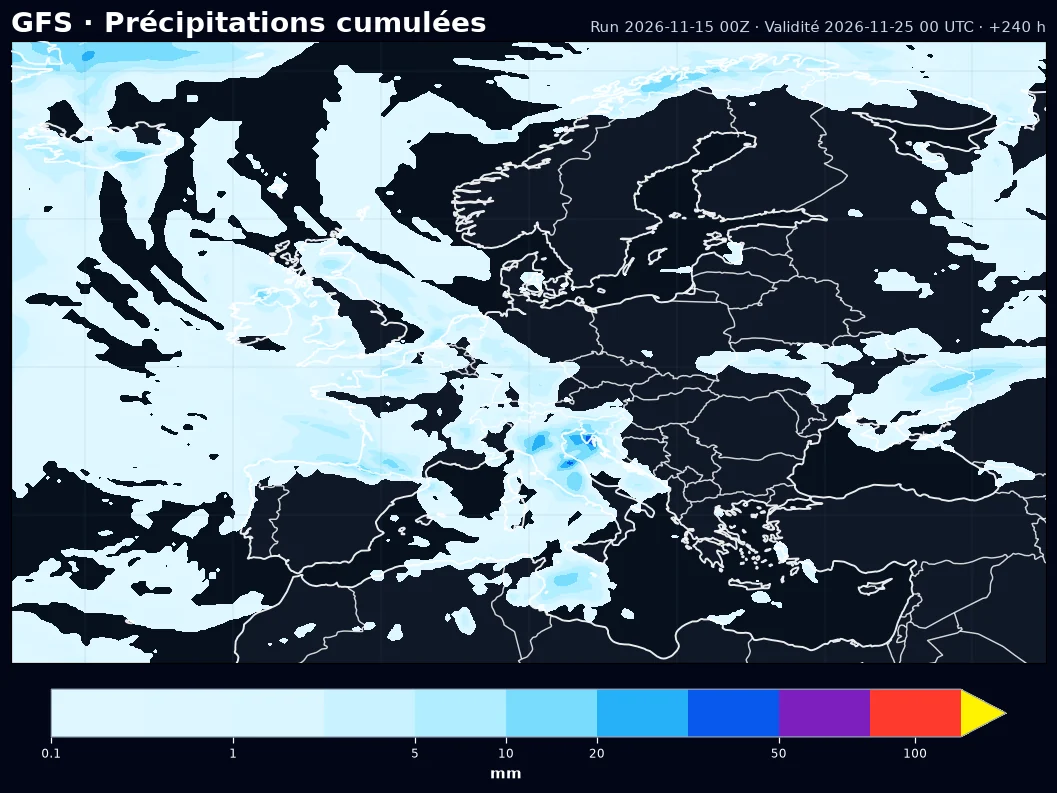 GFS · Précipitations cumulées
Run 2026-11-15 00Z · Validité 2026-11-25 00 UTC · +240 h
0.1 1 5 10 20 50 100
mm